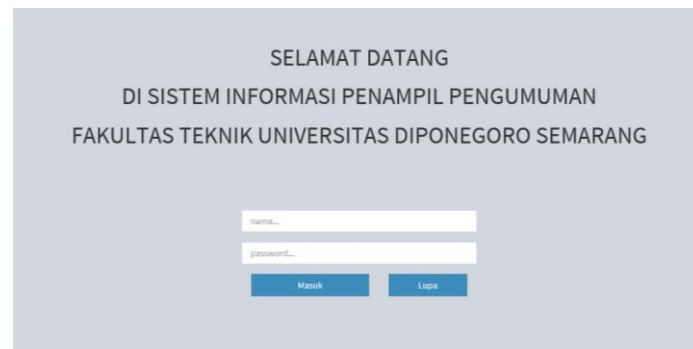 SELAMAT DATANG
DI SISTEM INFORMASI PENAMPIL PENGUMUMAN
FAKULTAS TEKNIK UNIVERSITAS DIPONEGORO SEMARANG
nama....
password....
Masuk Lupa